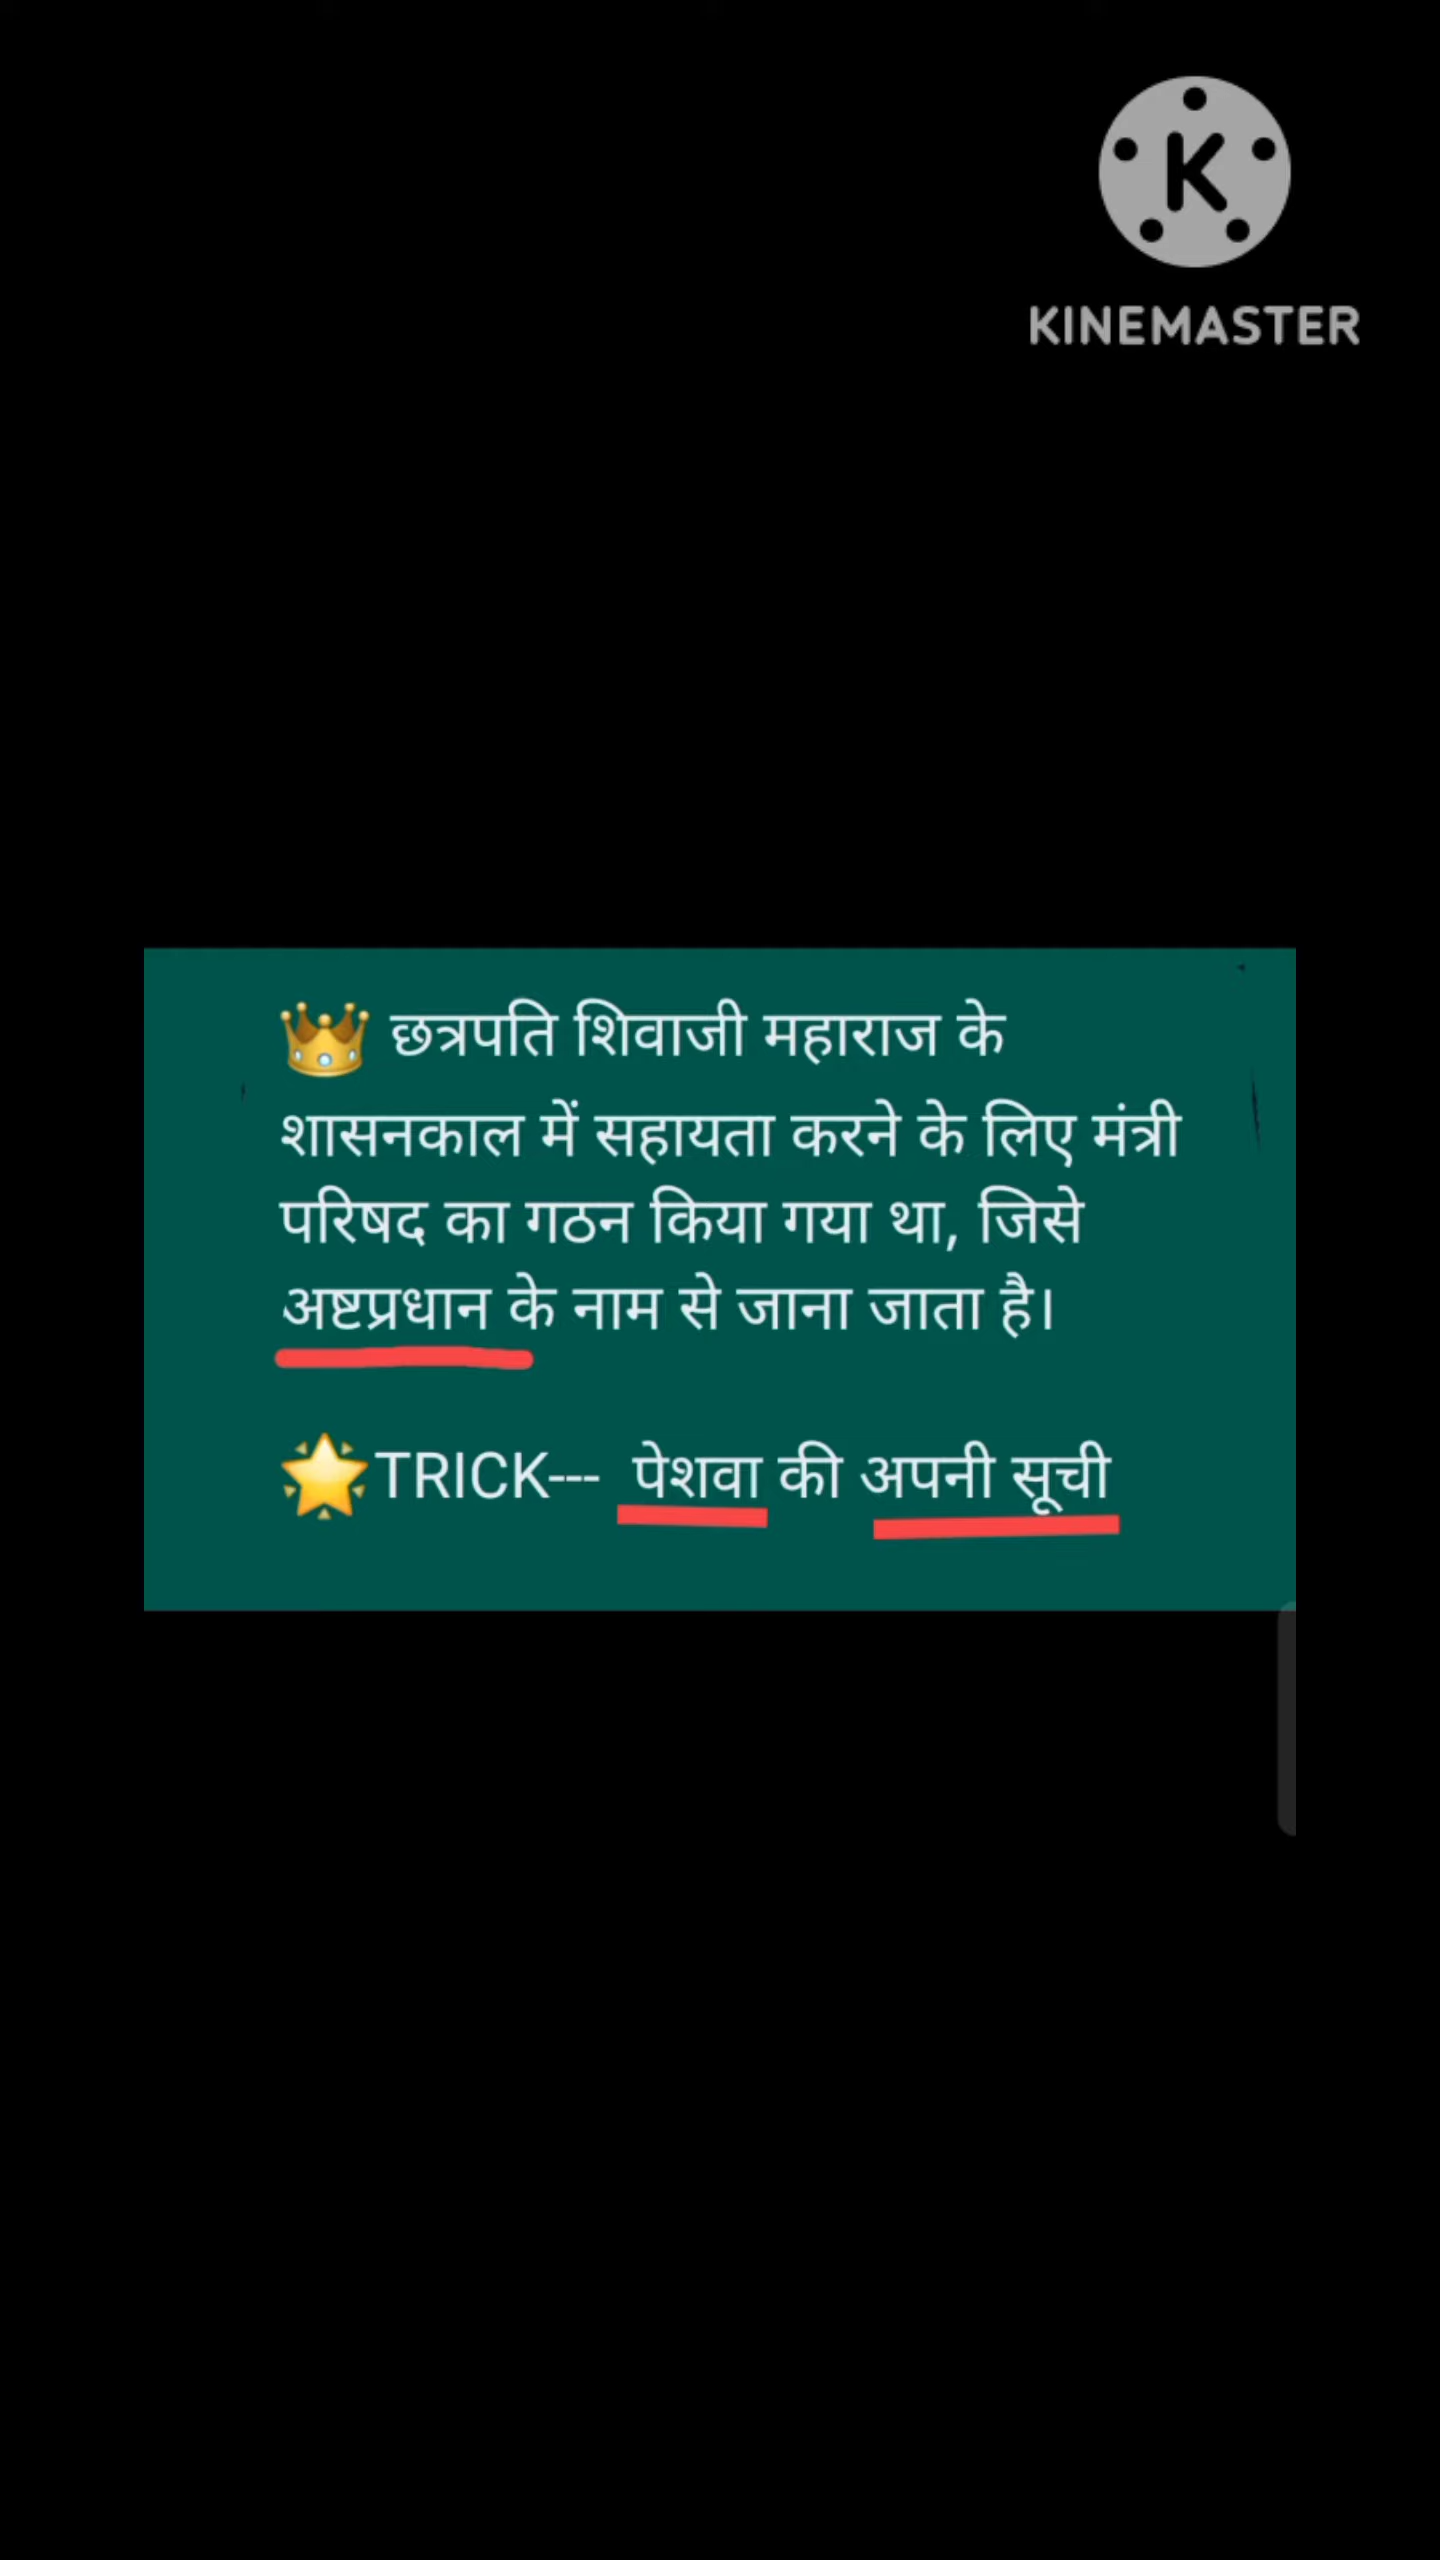 K
KINEMASTER
👑 छत्रपति शिवाजी महाराज के
शासनकाल में सहायता करने के लिए मंत्री
परिषद का गठन किया गया था, जिसे
अष्टप्रधान के नाम से जाना जाता है।
🌟TRICK--- पेशवा की अपनी सूची